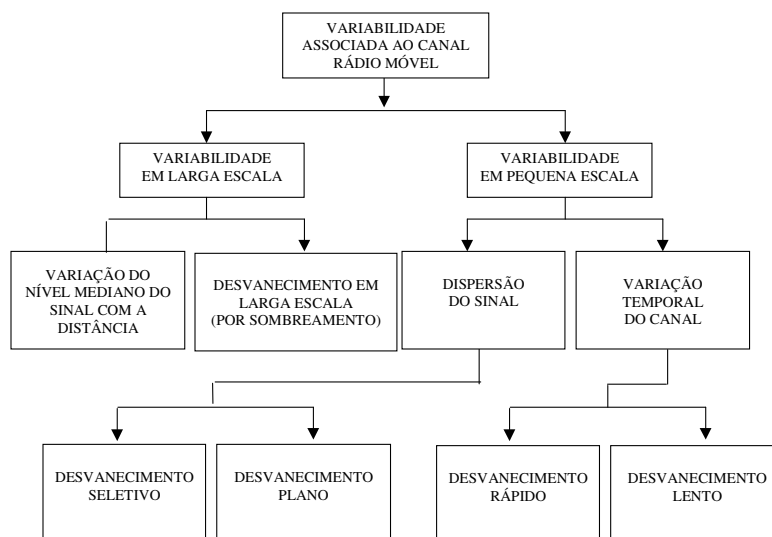 VARIABILIDADE
ASSOCIADA AO CANAL
RÁDIO MÓVEL
VARIABILIDADE
EM LARGA ESCALA
VARIABILIDADE
EM PEQUENA ESCALA
VARIAÇÃO DO
NÍVEL MEDIANO DO
SINAL COM A
DISTÂNCIA
DESVANECIMENTO EM
LARGA ESCALA
(POR SOMBREAMENTO)
DISPERSÃO
DO SINAL
VARIAÇÃO
TEMPORAL
DO CANAL
DESVANECIMENTO
SELETIVO
DESVANECIMENTO
PLANO
DESVANECIMENTO
RÁPIDO
DESVANECIMENTO
LENTO